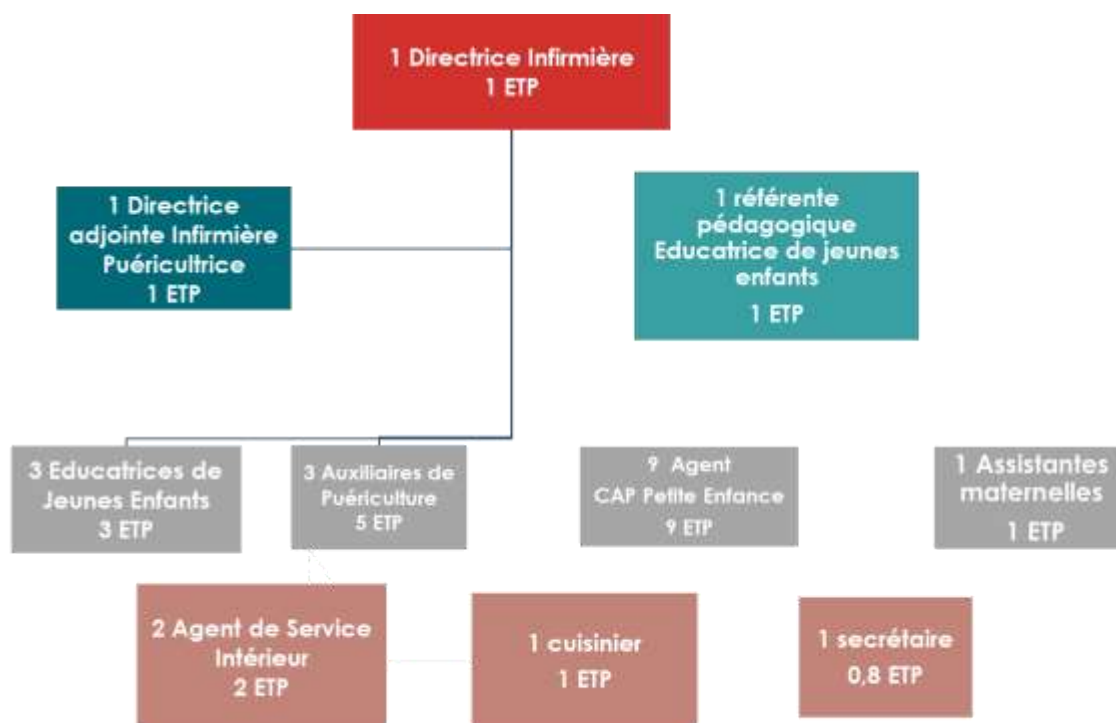 1 Directrice Infirmière
1 ETP
1 Directrice
adjointe Infirmière
Puéricultrice
1 ETP
1 référente
pédagogique
Educatrice de jeunes
enfants
1 ETP
3 Educatrices de
Jeunes Enfants
3 ETP
3 Auxiliaires de
Puériculture
5 ETP
9 Agent
CAP Petite Enfance
9 ETP
1 Assistantes
maternelles
1 ETP
2 Agent de Service
Intérieur
2 ETP
1 cuisinier
1 ETP
1 secrétaire
0,8 ETP